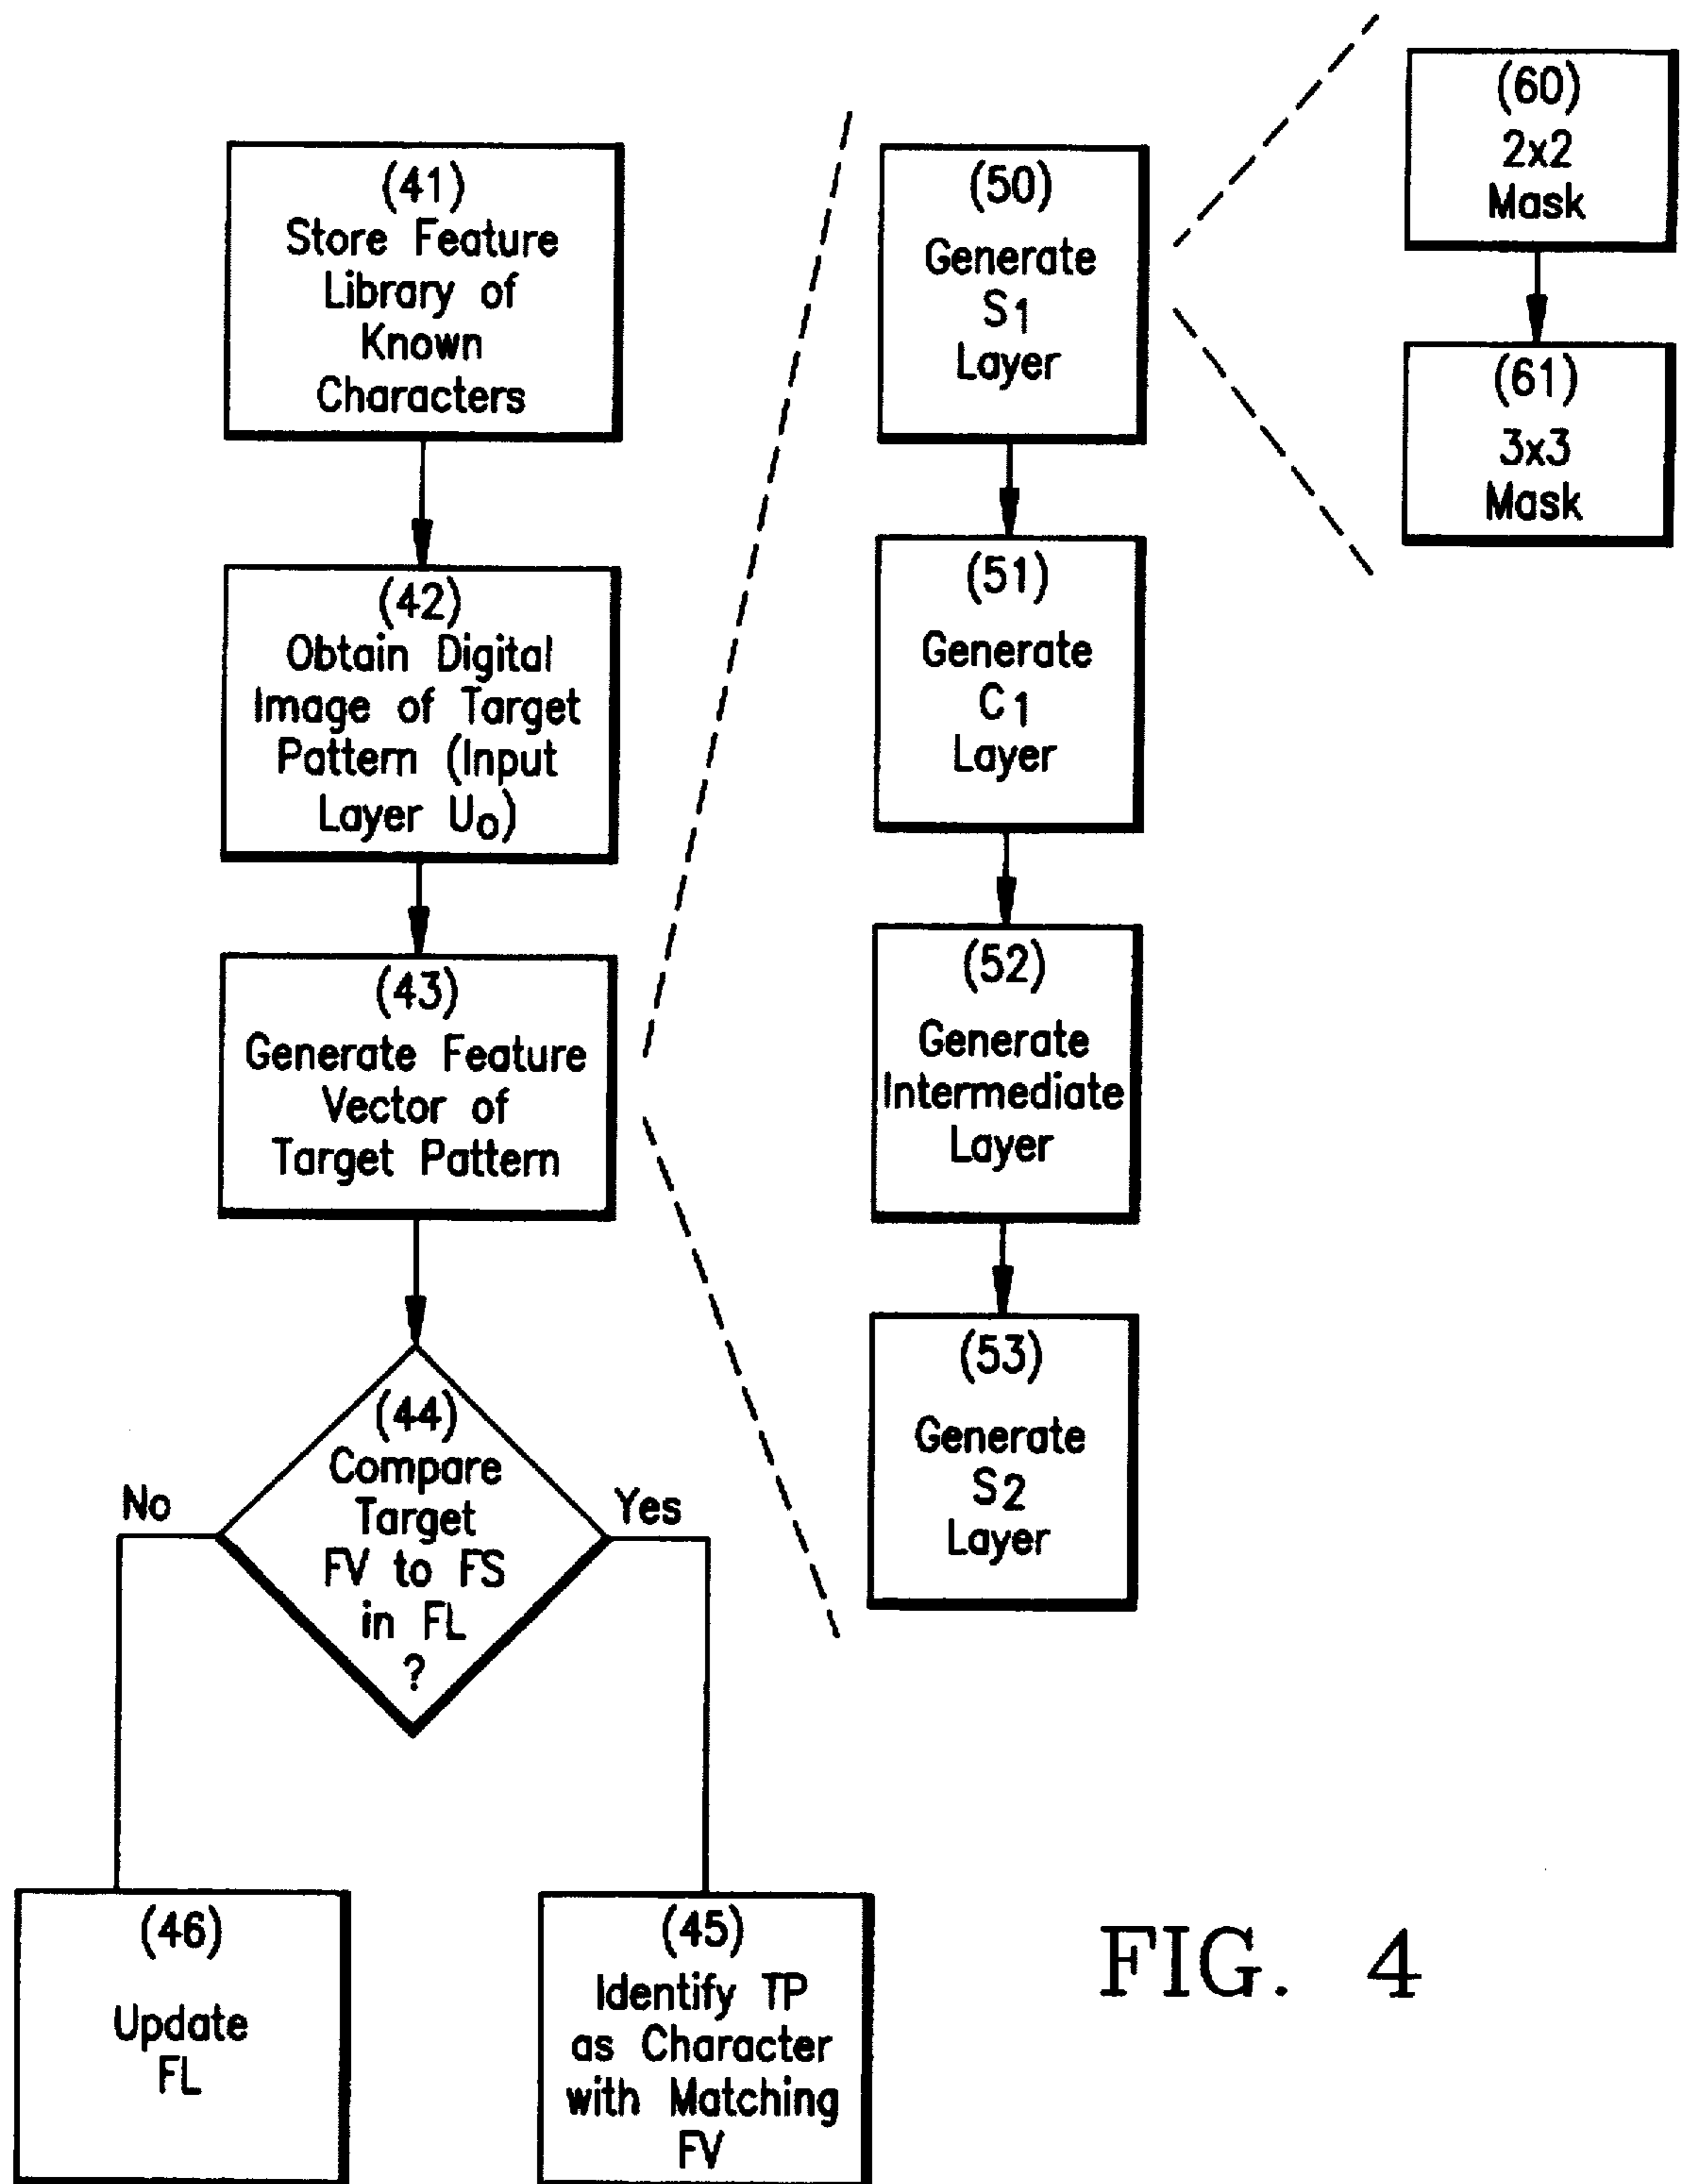 (41)
Store Feature
Library of
Known
Characters
(42)
Obtain Digital
Image of Target
Pattern (Input
Layer U₀)
(43)
Generate Feature
Vector of
Target Pattern
(44)
Compare
Target
FV to FS
in FL
?
No
Yes
(46)
Update
FL
(45)
Identify TP
as Character
with Matching
FV
(50)
Generate
S₁
Layer
(51)
Generate
C₁
Layer
(52)
Generate
Intermediate
Layer
(53)
Generate
S₂
Layer
(60)
2x2
Mask
(61)
3x3
Mask
FIG. 4